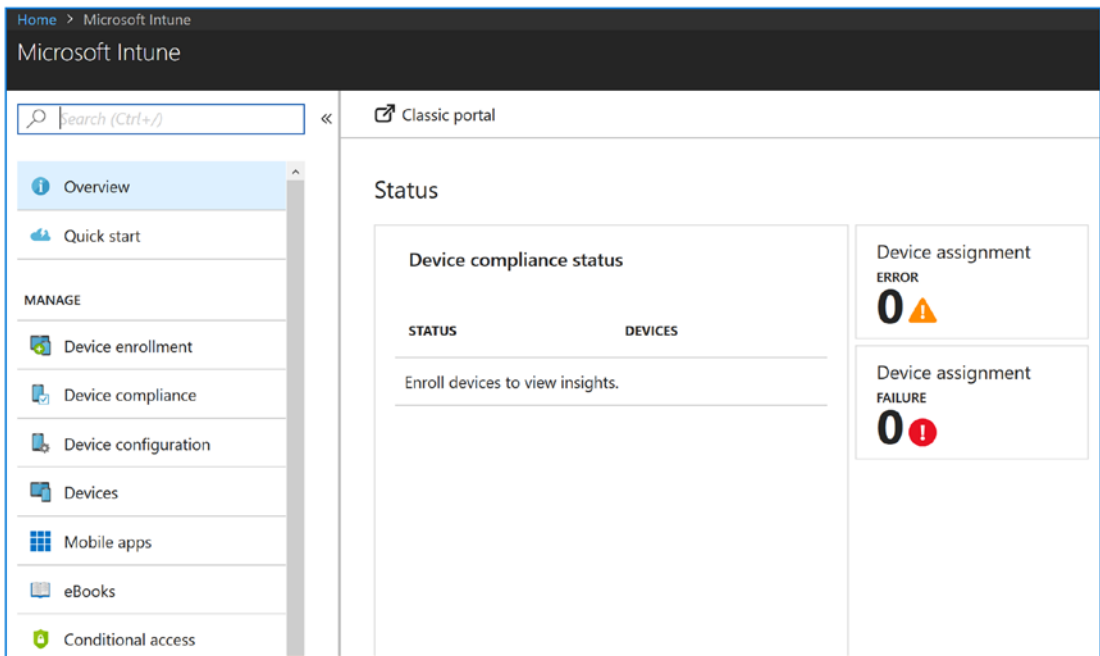 Home > Microsoft Intune
Microsoft Intune
Search (Ctrl+/)
«
Overview
Quick start
MANAGE
Device enrollment
Device compliance
Device configuration
Devices
Mobile apps
eBooks
Conditional access
Classic portal
Status
Device compliance status
STATUS DEVICES
Enroll devices to view insights.
Device assignment
ERROR
0
Device assignment
FAILURE
0